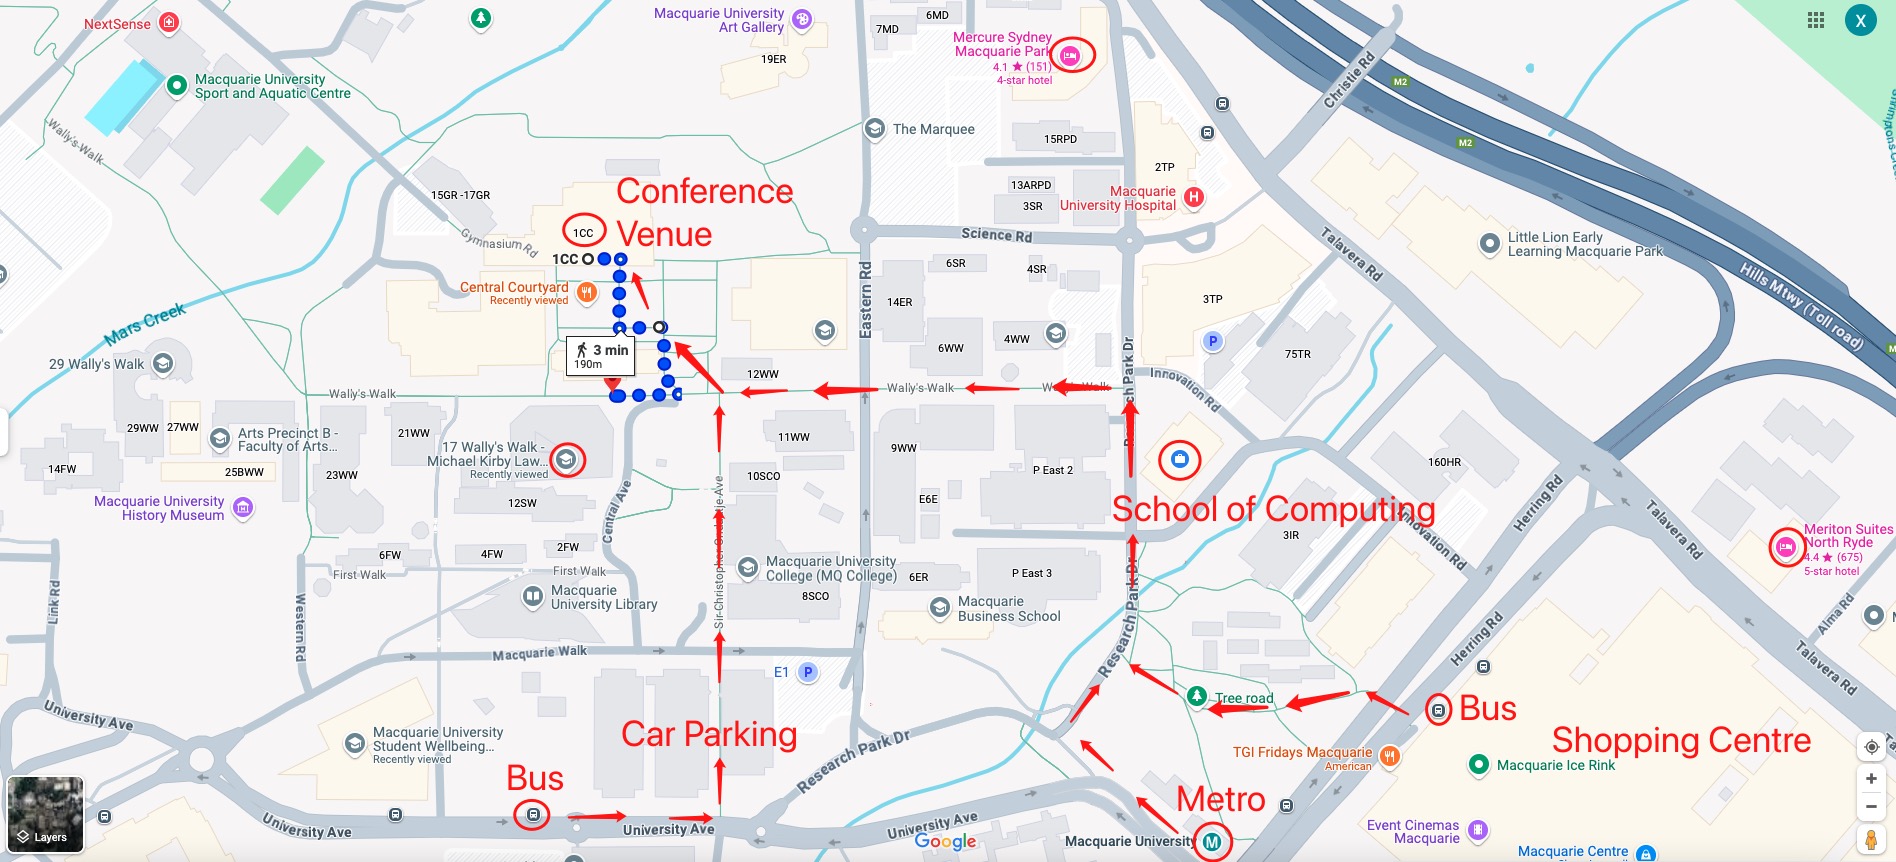 NextSense
Macquarie University
Sport and Aquatic Centre
Wally's Walk
Macquarie University
Art Gallery
19ER
7MD
6MD
Mercure Sydney
Macquarie Park
4.1 ★ (151)
4-star hotel
The Marquee
15RPD
2TP
13ARPD
3SR
Macquarie
University Hospital
Christie Rd
M2
M2
X
Science Rd
Talavera Rd
Little Lion Early
Learning Macquarie Park
Hills Mtwy (Toll road)
15GR -17GR
Gymnasium Rd
1CC
Conference
Venue
1CC
Central Courtyard
Recently viewed
3 min
190m
Mars Creek
29 Wally's Walk
Wally's Walk
12WW
Eastern Rd
14ER
6SR
4SR
6WW
4WW
Wally's Walk
3TP
P
75TR
Innovation Rd
29WW
27WW
Arts Precinct B -
Faculty of Arts...
14FW
25BWW
21WW
23WW
17 Wally's Walk -
Michael Kirby Law...
Recently viewed
12SW
Macquarie University
History Museum
Central Ave
11WW
10SCO
9WW
E6E
P East 2
School of Computing
160HR
Innovation Rd
Herring Rd
3IR
Talavera Rd
Meriton Suites
North Ryde
4.4 ★ (675)
5-star hotel
6FW
4FW
2FW
First Walk
First Walk
Macquarie
University Library
Macquarie University
College (MQ College)
8SCO
6ER
P East 3
Macquarie
Business School
Research Park Dr
Link Rd
Western Rd
Macquarie Walk
E1 P
Herring Rd
Alma Rd
Talavera Rd
Tree road
Bus
Shopping Centre
University Ave
Macquarie University
Student Wellbeing...
Recently viewed
Car Parking
Research Park Dr
TGI Fridays Macquarie
American
Macquarie Ice Rink
Bus
Metro
Layers
University Ave
University Ave
University Ave
Google
Macquarie University
M
Event Cinemas
Macquarie
Macquarie Centre